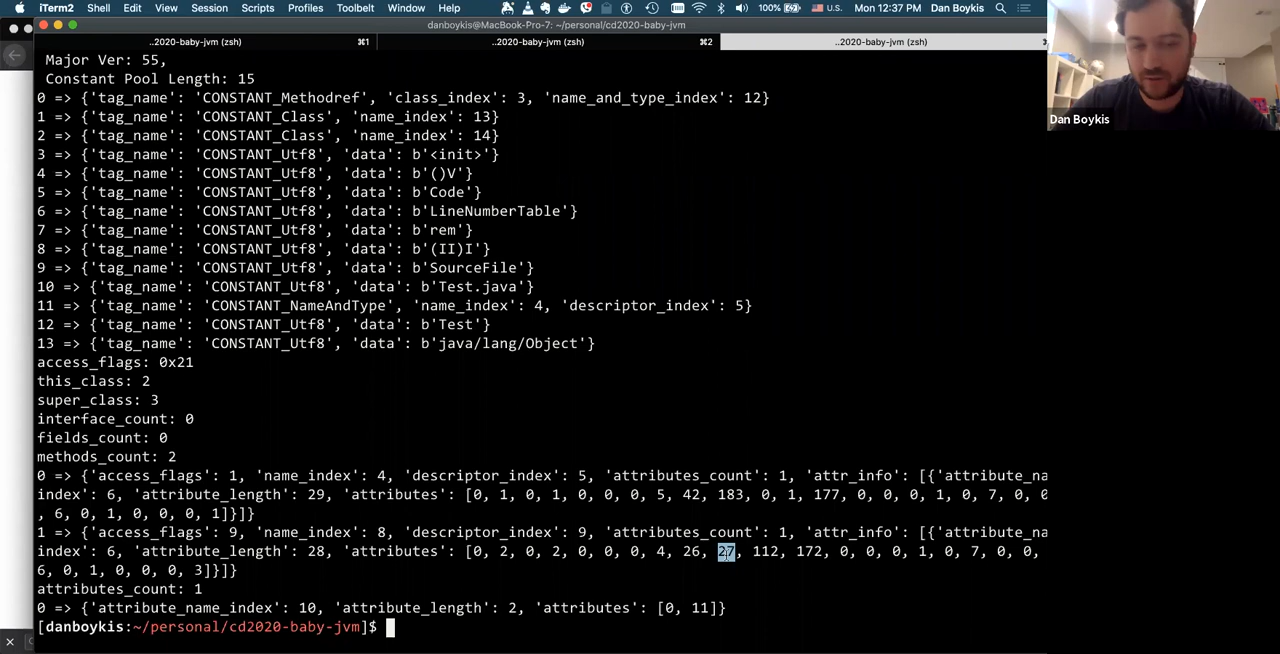 iTerm2 Shell Edit View Session Scripts Profiles Toolbelt Window Help 100% U.S. Mon 12:37 PM Dan Boykis
danboykis@MacBook-Pro-7: ~/personal/cd2020-baby-jvm
..2020-baby-jvm (zsh) ⌘1 ..2020-baby-jvm (zsh) ⌘2 ..2020-baby-jvm (zsh)
Major Ver: 55,
Constant Pool Length: 15
0 => {'tag_name': 'CONSTANT_Methodref', 'class_index': 3, 'name_and_type_index': 12}
1 => {'tag_name': 'CONSTANT_Class', 'name_index': 13}
2 => {'tag_name': 'CONSTANT_Class', 'name_index': 14}
3 => {'tag_name': 'CONSTANT_Utf8', 'data': b'<init>'}
4 => {'tag_name': 'CONSTANT_Utf8', 'data': b'()V'}
5 => {'tag_name': 'CONSTANT_Utf8', 'data': b'Code'}
6 => {'tag_name': 'CONSTANT_Utf8', 'data': b'LineNumberTable'}
7 => {'tag_name': 'CONSTANT_Utf8', 'data': b'rem'}
8 => {'tag_name': 'CONSTANT_Utf8', 'data': b'(II)I'}
9 => {'tag_name': 'CONSTANT_Utf8', 'data': b'SourceFile'}
10 => {'tag_name': 'CONSTANT_Utf8', 'data': b'Test.java'}
11 => {'tag_name': 'CONSTANT_NameAndType', 'name_index': 4, 'descriptor_index': 5}
12 => {'tag_name': 'CONSTANT_Utf8', 'data': b'Test'}
13 => {'tag_name': 'CONSTANT_Utf8', 'data': b'java/lang/Object'}
access_flags: 0x21
this_class: 2
super_class: 3
interface_count: 0
fields_count: 0
methods_count: 2
0 => {'access_flags': 1, 'name_index': 4, 'descriptor_index': 5, 'attributes_count': 1, 'attr_info': [{'attribute_na
index': 6, 'attribute_length': 29, 'attributes': [0, 1, 0, 1, 0, 0, 0, 5, 42, 183, 0, 1, 177, 0, 0, 0, 1, 0, 7, 0, 0
, 6, 0, 1, 0, 0, 0, 1]}]}
1 => {'access_flags': 9, 'name_index': 8, 'descriptor_index': 9, 'attributes_count': 1, 'attr_info': [{'attribute_na
index': 6, 'attribute_length': 28, 'attributes': [0, 2, 0, 2, 0, 0, 0, 4, 26, 27, 112, 172, 0, 0, 0, 1, 0, 7, 0, 0,
6, 0, 1, 0, 0, 0, 3]}]}
attributes_count: 1
0 => {'attribute_name_index': 10, 'attribute_length': 2, 'attributes': [0, 11]}
[danboykis:~/personal/cd2020-baby-jvm]$
Dan Boykis